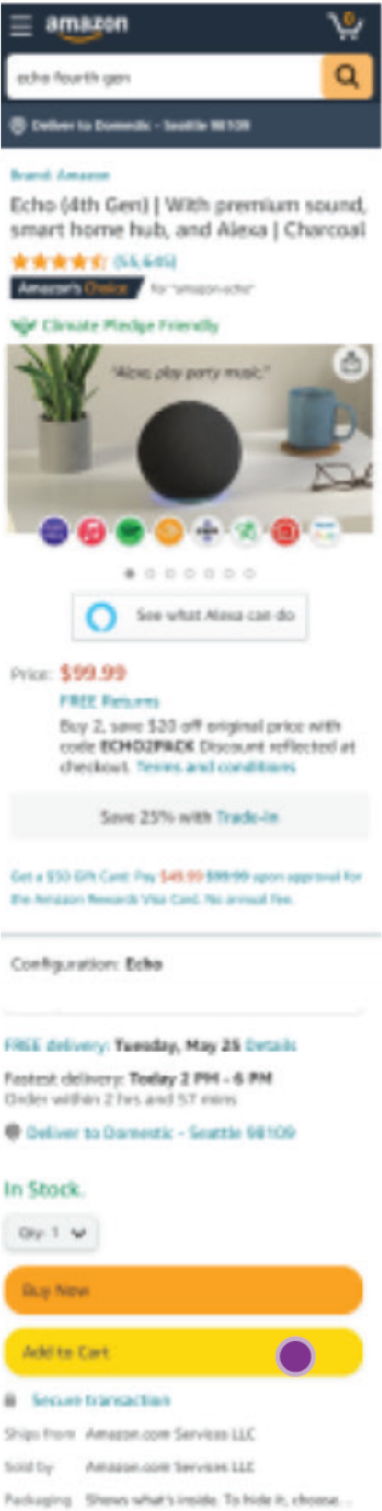 amazon
0
echo fourth gen
Deliver to Domestic - Seattle 98109
Brand: Amazon
Echo (4th Gen) | With premium sound,
smart home hub, and Alexa | Charcoal
(55,645)
Amazon's Choice for "amazon echo"
Climate Pledge Friendly
"Alexa, play party music."
See what Alexa can do
Price: $99.99
FREE Returns
Buy 2, save $20 off original price with
code ECHO2PACK Discount reflected at
checkout. Terms and conditions
Save 25% with Trade-In
Get a $50 Gift Card: Pay $49.99 $99.99 upon approval for
the Amazon Rewards Visa Card. No annual fee.
Configuration: Echo
FREE delivery: Tuesday, May 25 Details
Fastest delivery: Today 2 PM - 6 PM
Order within 2 hrs and 57 mins
Deliver to Domestic - Seattle 98109
In Stock.
Qty: 1
Buy Now
Add to Cart
Secure transaction
Ships from Amazon.com Services LLC
Sold by Amazon.com Services LLC
Packaging Shows what's inside. To hide it, choose...